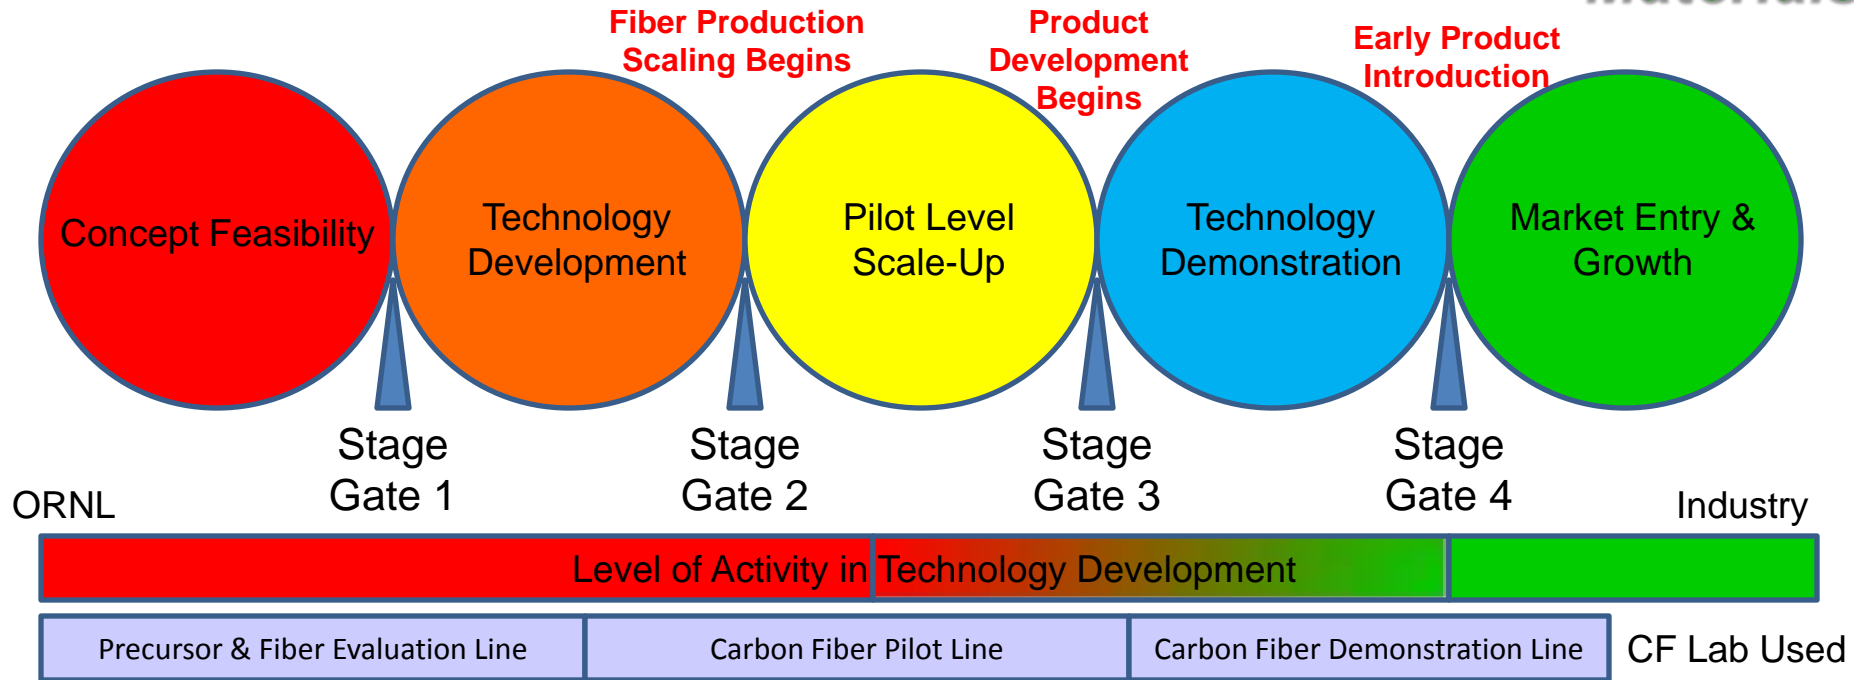 Materials
Fiber Production
Scaling Begins
Product
Development
Begins
Early Product
Introduction
Concept Feasibility
Technology
Development
Pilot Level
Scale-Up
Technology
Demonstration
Market Entry &
Growth
Stage
Gate 1
Stage
Gate 2
Stage
Gate 3
Stage
Gate 4
ORNL
Industry
Level of Activity in Technology Development
Precursor & Fiber Evaluation Line
Carbon Fiber Pilot Line
Carbon Fiber Demonstration Line
CF Lab Used